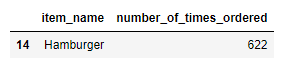 item_name number_of_times_ordered
14 Hamburger 622